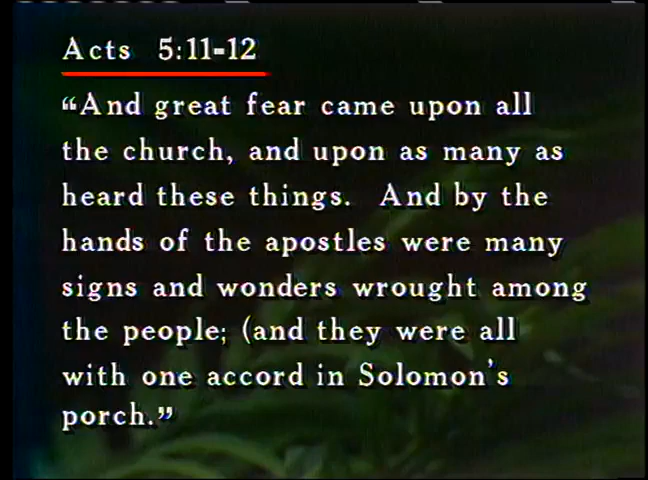 Acts 5:11-12
“And great fear came upon all
the church, and upon as many as
heard these things. And by the
hands of the apostles were many
signs and wonders wrought among
the people; (and they were all
with one accord in Solomon’s
porch.”